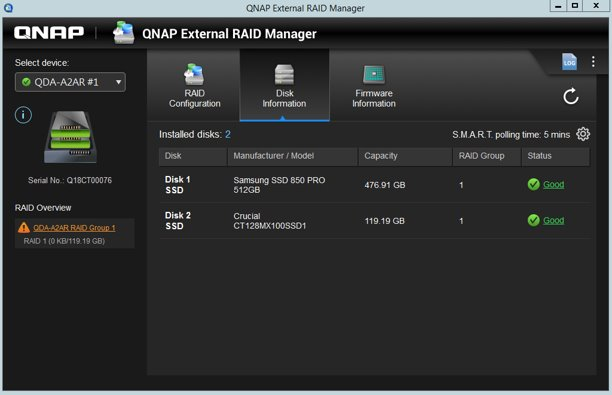 QNAP External RAID Manager
QNAP | QNAP External RAID Manager
LOG
Select device:
QDA-A2AR #1
RAID Configuration
Disk Information
Firmware Information
i
Serial No.: Q18CT00076
RAID Overview
QDA-A2AR RAID Group 1
RAID 1 (0 KB/119.19 GB)
Installed disks: 2
S.M.A.R.T. polling time: 5 mins
Disk Manufacturer / Model Capacity RAID Group Status
Disk 1 SSD Samsung SSD 850 PRO 512GB 476.91 GB 1 Good
Disk 2 SSD Crucial CT128MX100SSD1 119.19 GB 1 Good